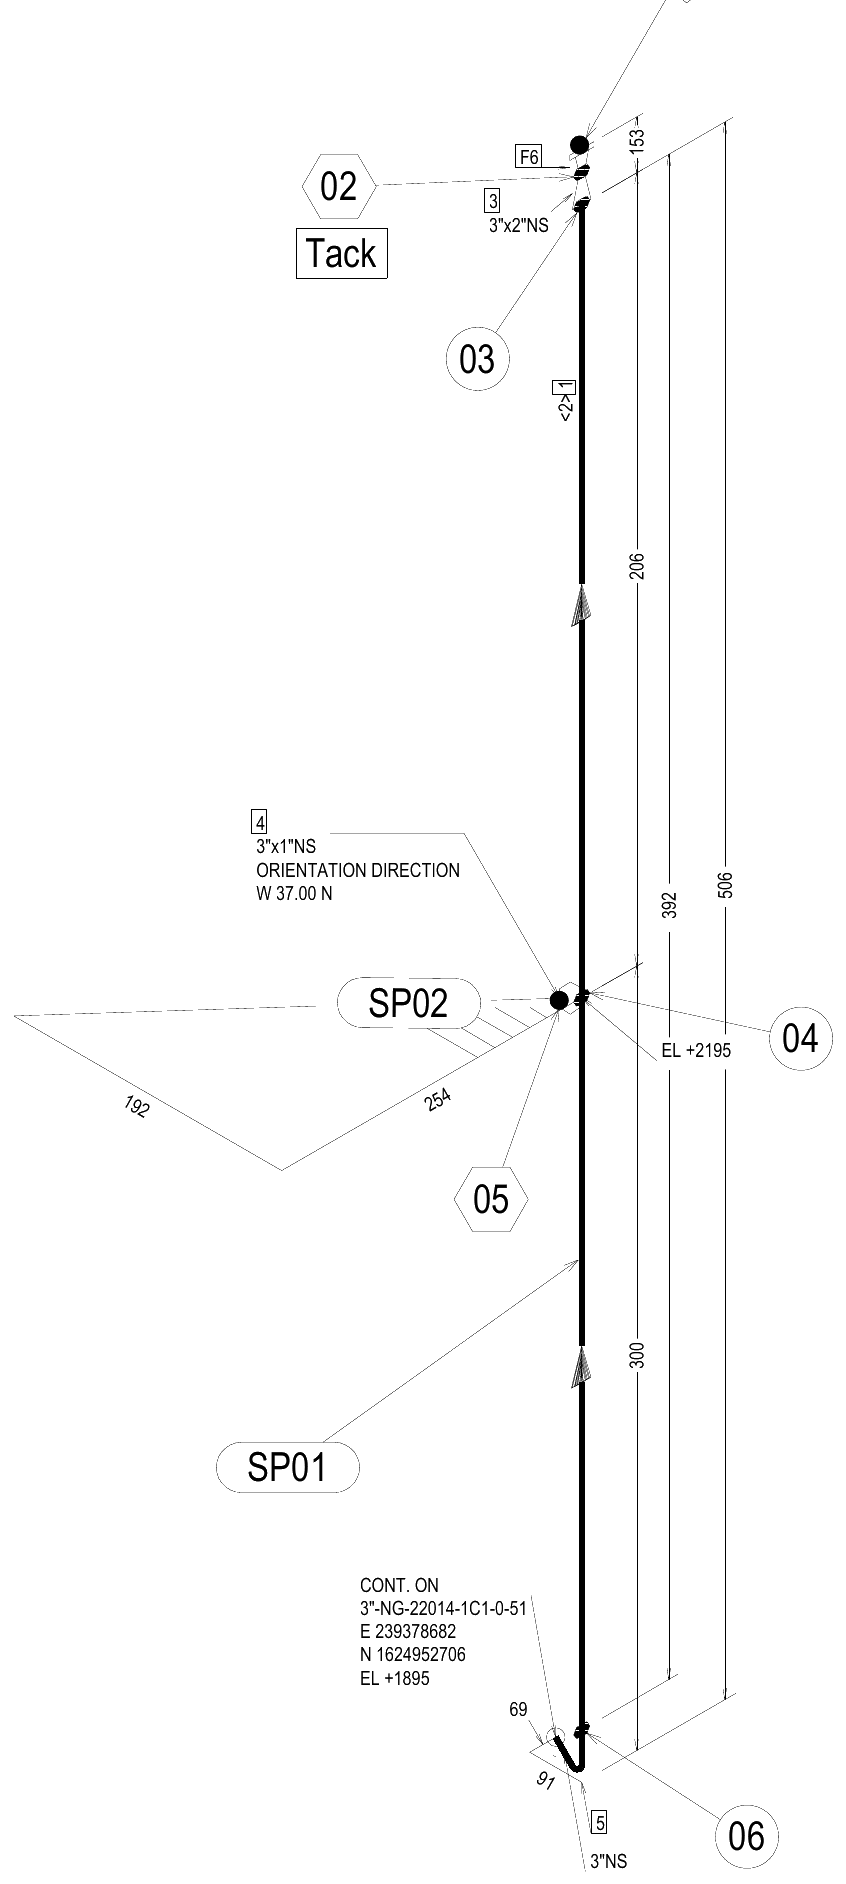 153
F6
02
3
3"x2"NS
Tack
03
<2> 1
206
4
3"x1"NS
ORIENTATION DIRECTION
W 37.00 N
506
392
SP02
04
EL +2195
192
254
05
300
SP01
CONT. ON
3"-NG-22014-1C1-0-51
E 239378682
N 1624952706
EL +1895
69
91
5
06
3"NS